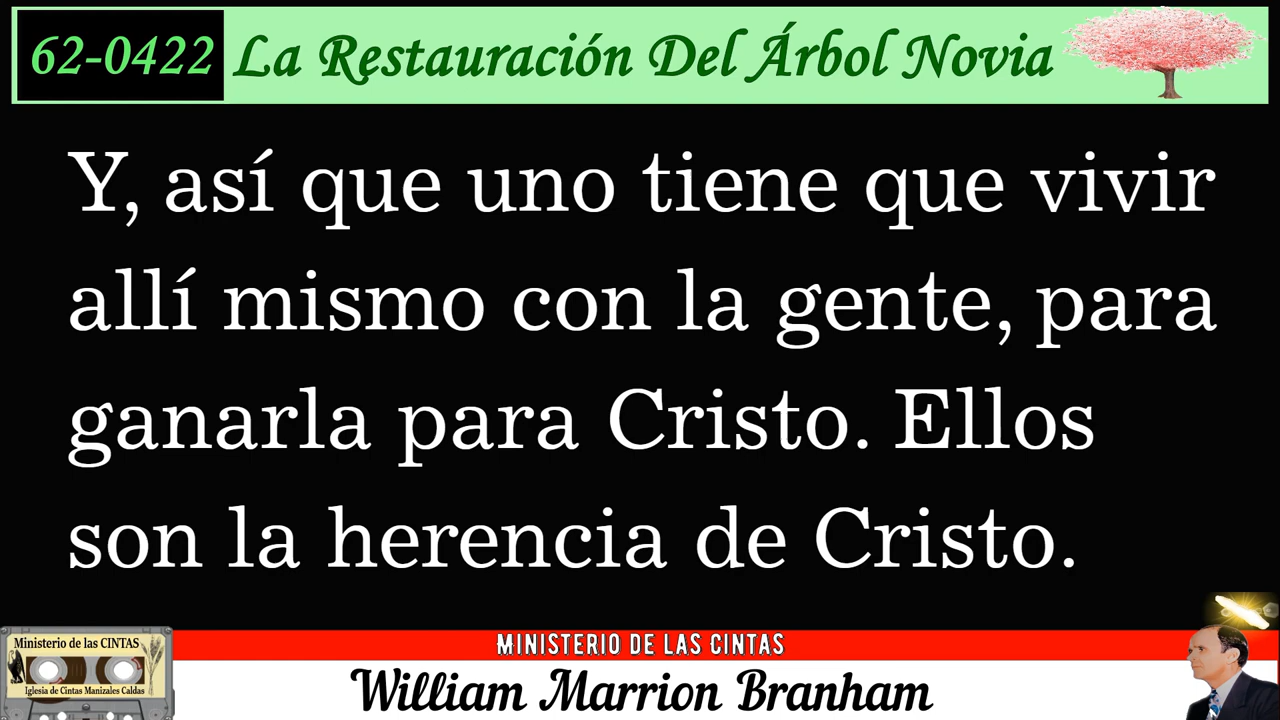 62-0422 La Restauración Del Árbol Novia
Y, así que uno tiene que vivir
allí mismo con la gente, para
ganarla para Cristo. Ellos
son la herencia de Cristo.
MINISTERIO DE LAS CINTAS
Ministerio de las CINTAS
Iglesia de Cintas Manizales Caldas
William Marrion Branham